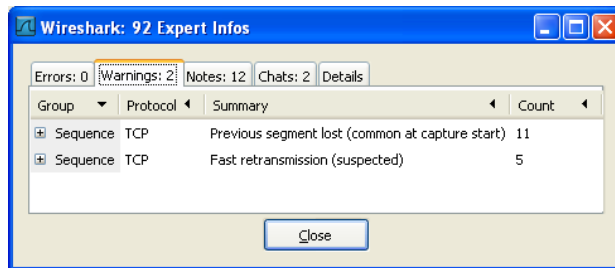 Wireshark: 92 Expert Infos
Errors: 0 Warnings: 2 Notes: 12 Chats: 2 Details
Group Protocol Summary Count
Sequence TCP Previous segment lost (common at capture start) 11
Sequence TCP Fast retransmission (suspected) 5
Close